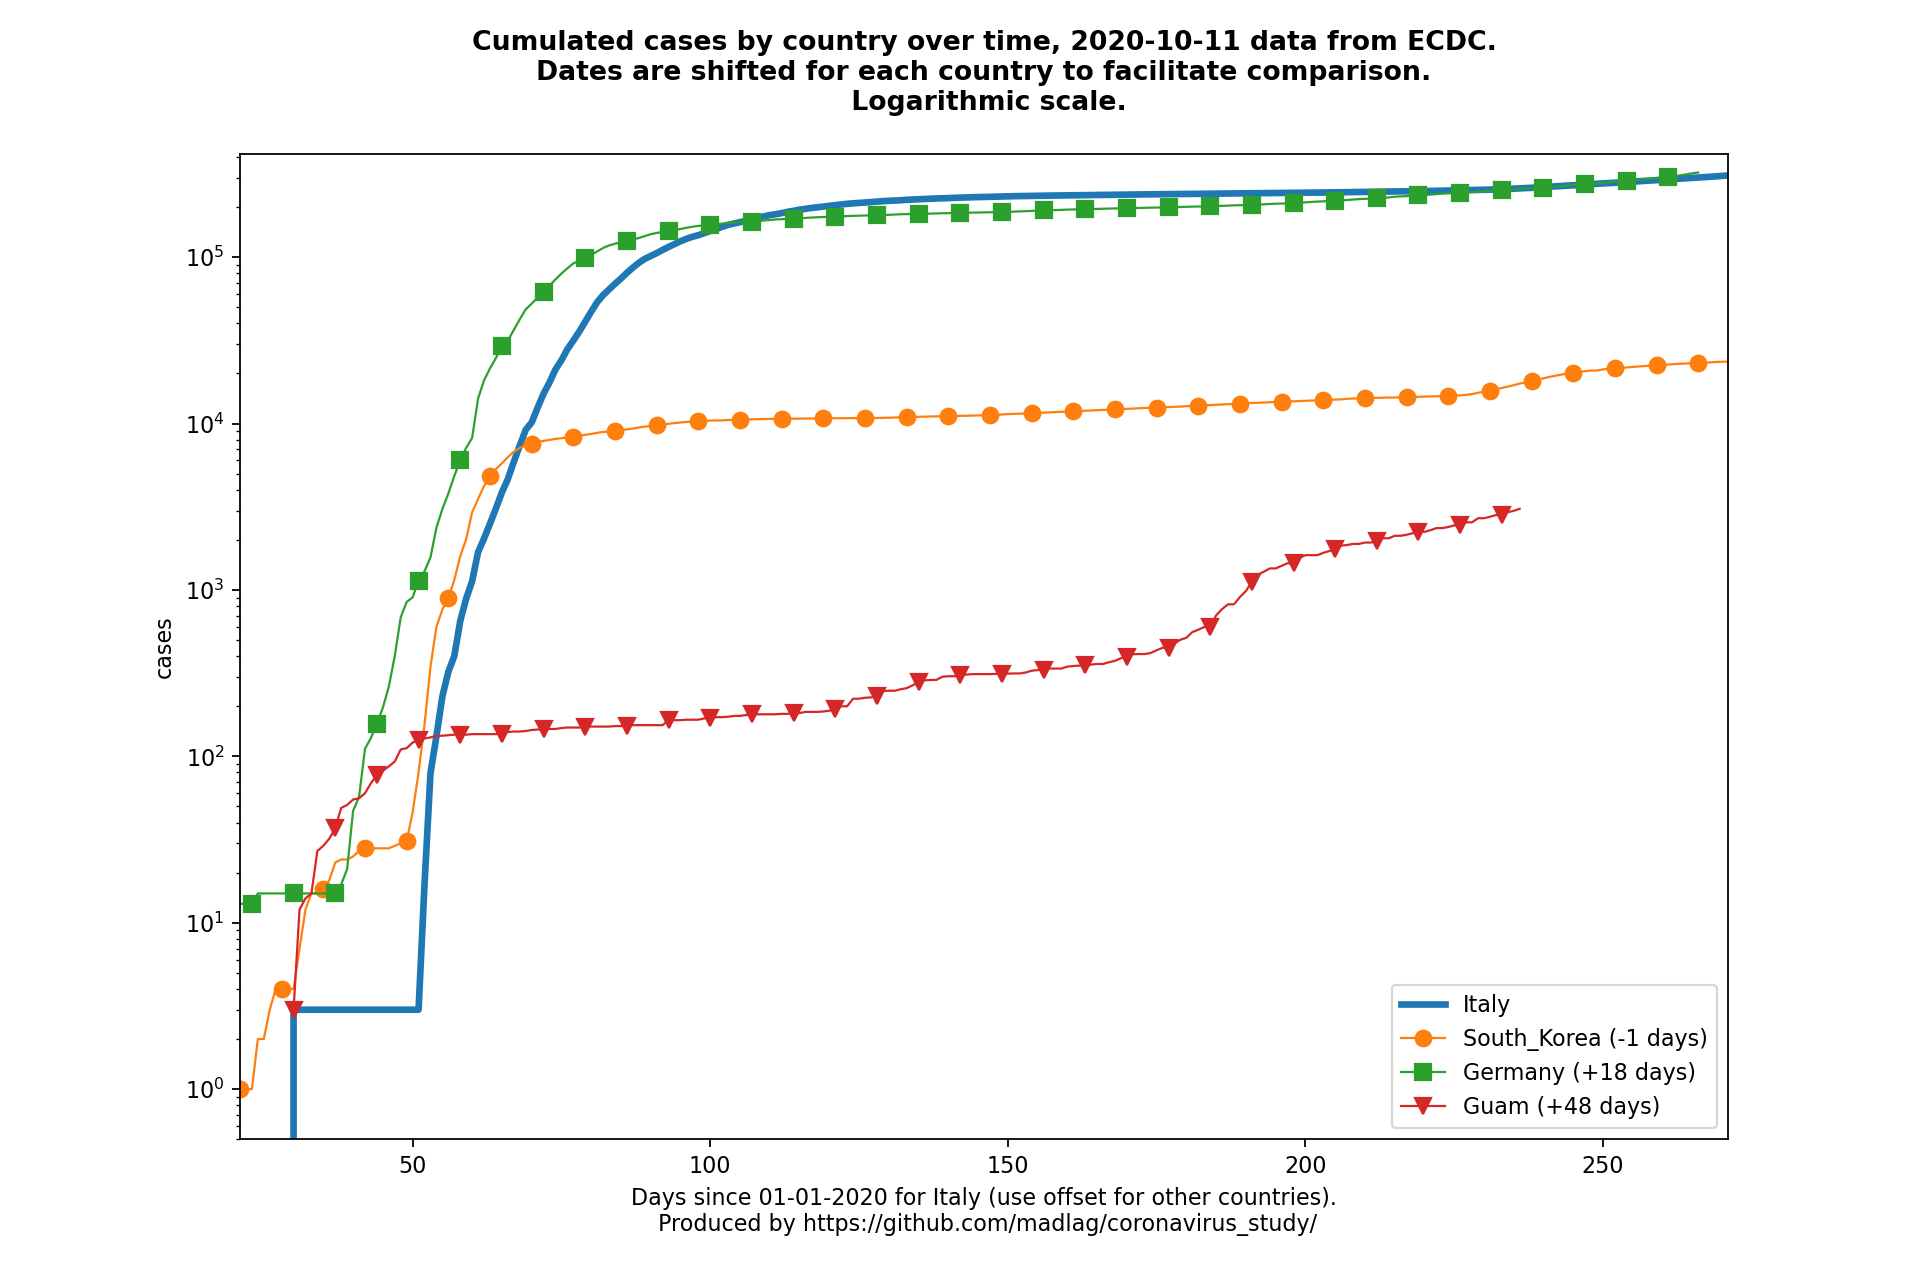 Cumulated cases by country over time, 2020-10-11 data from ECDC.
Dates are shifted for each country to facilitate comparison.
Logarithmic scale.
cases
10^5
10^4
10^3
10^2
10^1
10^0
50 100 150 200 250
Italy
South_Korea (-1 days)
Germany (+18 days)
Guam (+48 days)
Days since 01-01-2020 for Italy (use offset for other countries).
Produced by https://github.com/madlag/coronavirus_study/